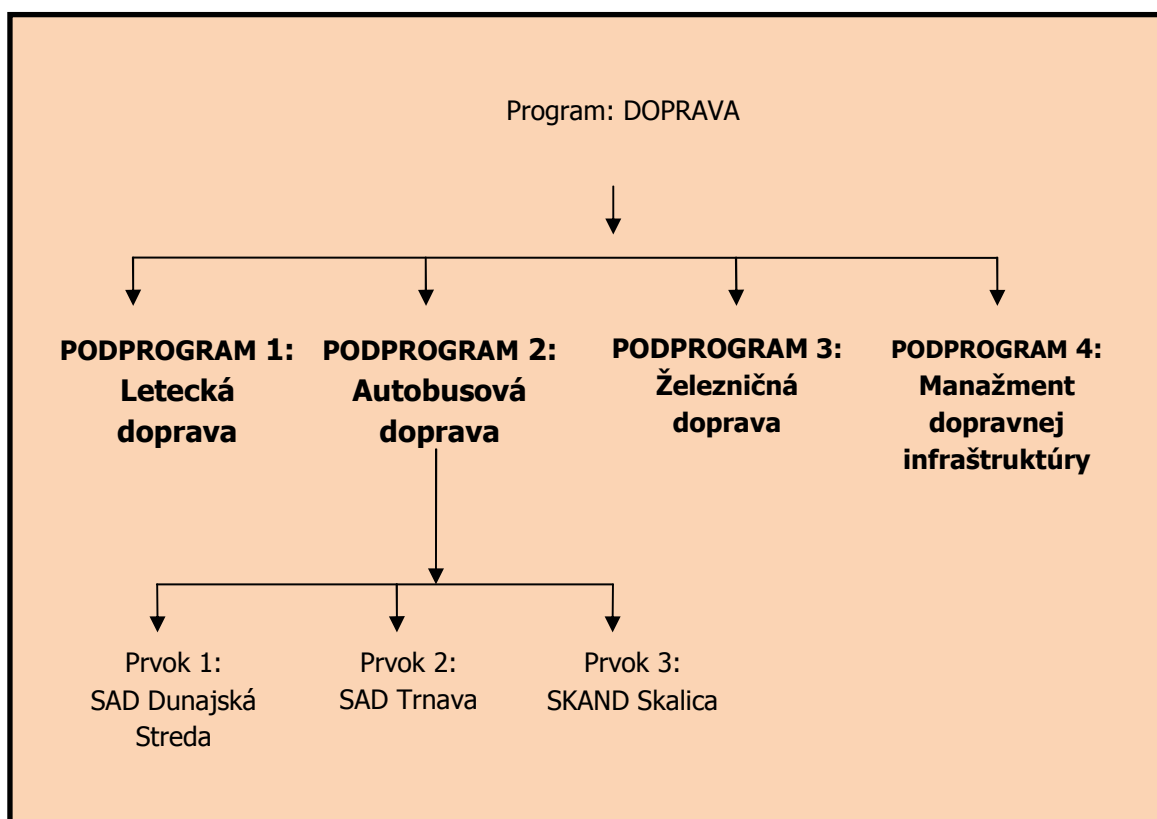 Program: DOPRAVA
PODPROGRAM 1:
Letecká
doprava
PODPROGRAM 2:
Autobusová
doprava
PODPROGRAM 3:
Železničná
doprava
PODPROGRAM 4:
Manažment
dopravnej
infraštruktúry
Prvok 1:
SAD Dunajská
Streda
Prvok 2:
SAD Trnava
Prvok 3:
SKAND Skalica